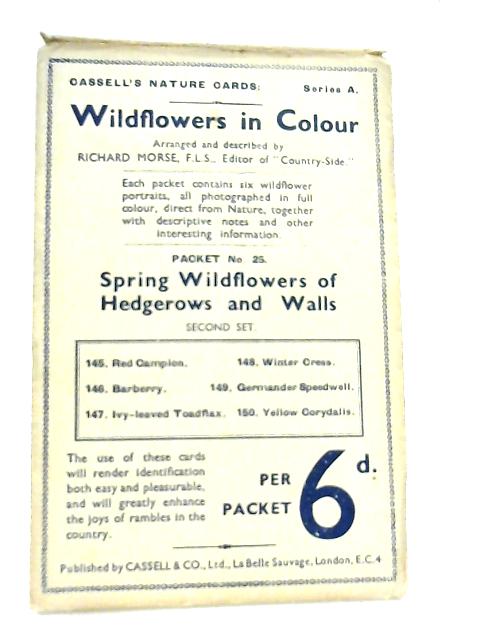 CASSELL'S NATURE CARDS: Series A.
Wildflowers in Colour
Arranged and described by
RICHARD MORSE, F.L.S., Editor of "Country-Side."
Each packet contains six wildflower
portraits, all photographed in full
colour, direct from Nature, together
with descriptive notes and other
interesting information.
PACKET No 25.
Spring Wildflowers of
Hedgerows and Walls
SECOND SET.
145. Red Campion. 148. Winter Cress.
146. Barberry. 149. Germander Speedwell.
147. Ivy-leaved Toadflax. 150. Yellow Corydalis.
The use of these cards
will render identification
both easy and pleasurable,
and will greatly enhance
the joys of rambles in the
country.
PER PACKET 6d.
Published by CASSELL & CO., Ltd., La Belle Sauvage, London, E.C.4